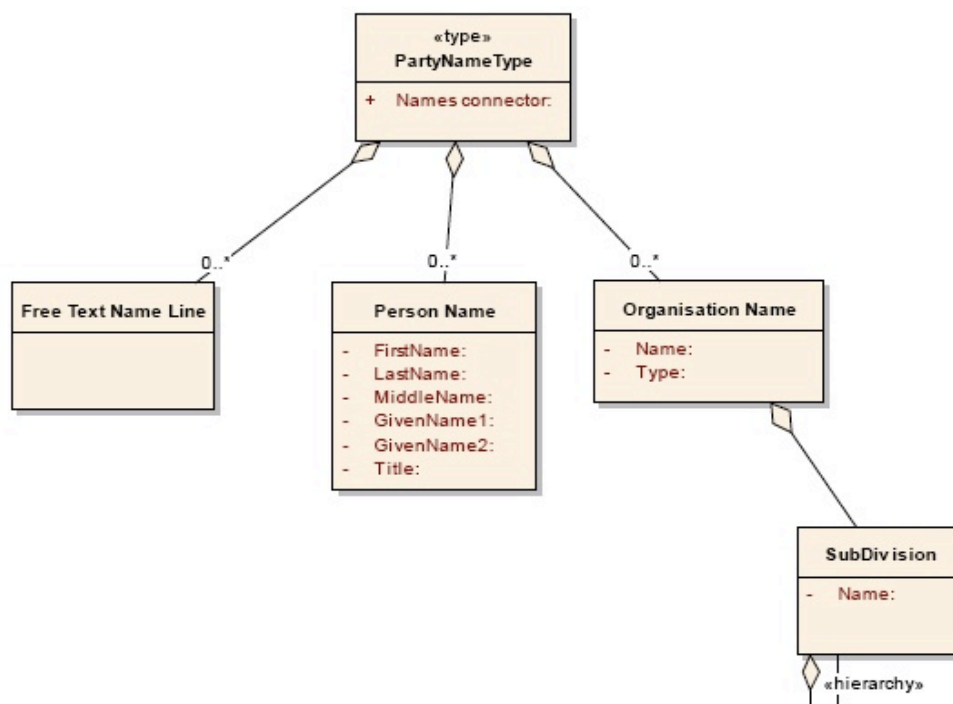 «type»
PartyNameType
+ Names connector:
0..*
0..*
0..*
Free Text Name Line
Person Name
- FirstName:
- LastName:
- MiddleName:
- GivenName1:
- GivenName2:
- Title:
Organisation Name
- Name:
- Type:
SubDivision
- Name:
«hierarchy»